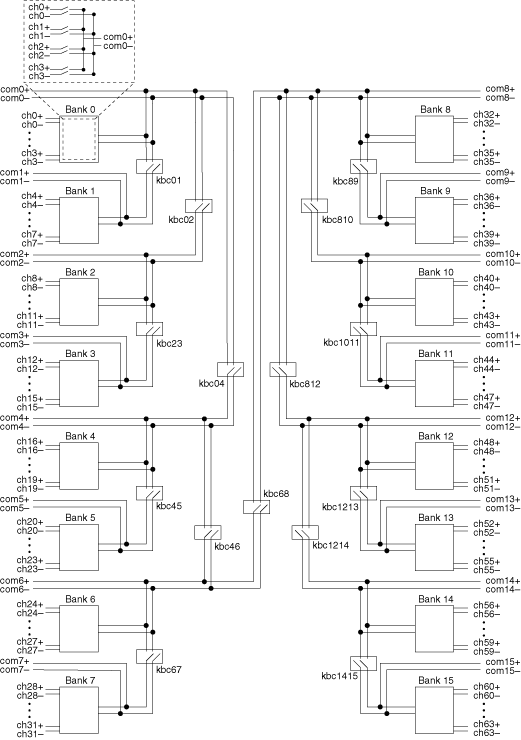 ch0+
ch0–
ch1+
ch1–
com0+
com0–
ch2+
ch2–
ch3+
ch3–
com0+
com0–
Bank 0
ch0+
ch0–
ch3+
ch3–
kbc01
com1+
com1–
Bank 1
ch4+
ch4–
ch7+
ch7–
kbc02
com2+
com2–
Bank 2
ch8+
ch8–
ch11+
ch11–
kbc23
com3+
com3–
Bank 3
ch12+
ch12–
ch15+
ch15–
kbc04
com4+
com4–
Bank 4
ch16+
ch16–
ch19+
ch19–
kbc45
com5+
com5–
Bank 5
ch20+
ch20–
ch23+
ch23–
kbc46
kbc68
com6+
com6–
Bank 6
ch24+
ch24–
ch27+
ch27–
kbc67
com7+
com7–
Bank 7
ch28+
ch28–
ch31+
ch31–
com8+
com8–
Bank 8
ch32+
ch32–
ch35+
ch35–
kbc89
com9+
com9–
Bank 9
ch36+
ch36–
ch39+
ch39–
kbc810
com10+
com10–
Bank 10
ch40+
ch40–
ch43+
ch43–
kbc1011
com11+
com11–
Bank 11
ch44+
ch44–
ch47+
ch47–
kbc812
com12+
com12–
Bank 12
ch48+
ch48–
ch51+
ch51–
kbc1213
com13+
com13–
Bank 13
ch52+
ch52–
ch55+
ch55–
kbc1214
com14+
com14–
Bank 14
ch56+
ch56–
ch59+
ch59–
kbc1415
com15+
com15–
Bank 15
ch60+
ch60–
ch63+
ch63–